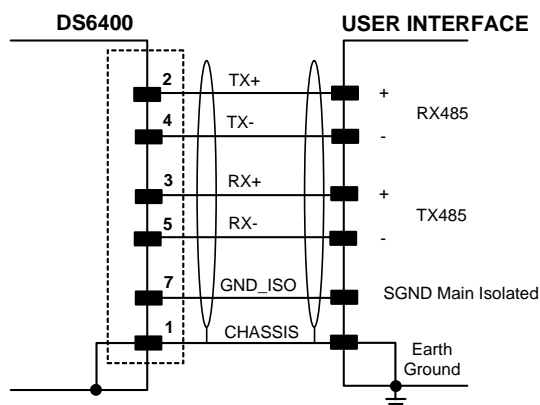 DS6400 USER INTERFACE
2 TX+ +
RX485
4 TX- -
3 RX+ +
TX485
5 RX- -
7 GND_ISO SGND Main Isolated
1 CHASSIS Earth
Ground